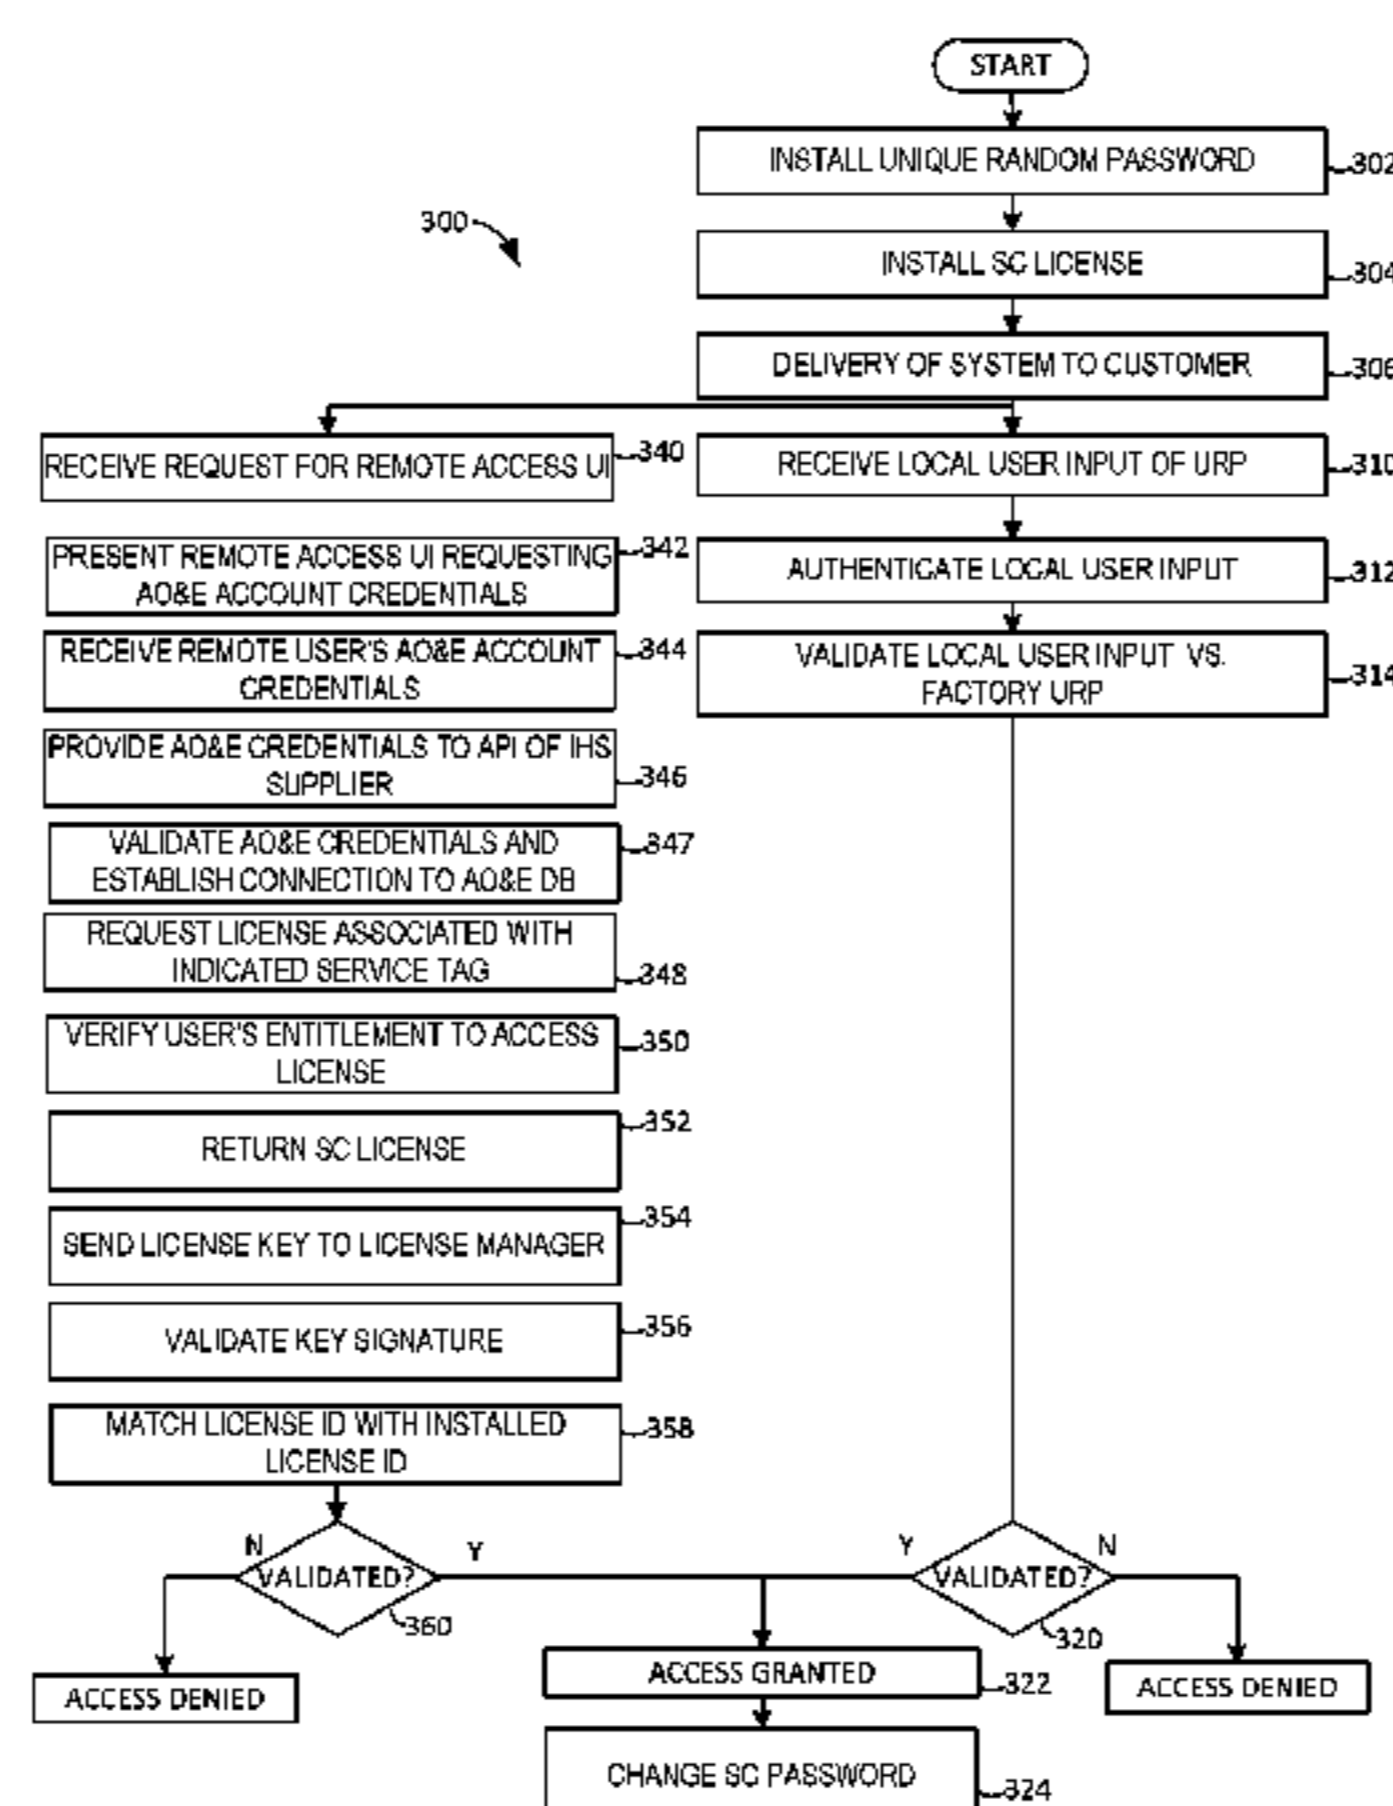 START
INSTALL UNIQUE RANDOM PASSWORD
302
300
INSTALL SC LICENSE
304
DELIVERY OF SYSTEM TO CUSTOMER
306
RECEIVE REQUEST FOR REMOTE ACCESS UI
340
RECEIVE LOCAL USER INPUT OF URP
310
PRESENT REMOTE ACCESS UI REQUESTING
AO&E ACCOUNT CREDENTIALS
342
AUTHENTICATE LOCAL USER INPUT
312
RECEIVE REMOTE USER'S AO&E ACCOUNT
CREDENTIALS
344
VALIDATE LOCAL USER INPUT VS.
FACTORY URP
314
PROVIDE AO&E CREDENTIALS TO API OF IHS
SUPPLIER
346
VALIDATE AO&E CREDENTIALS AND
ESTABLISH CONNECTION TO AO&E DB
347
REQUEST LICENSE ASSOCIATED WITH
INDICATED SERVICE TAG
348
VERIFY USER'S ENTITLEMENT TO ACCESS
LICENSE
350
RETURN SC LICENSE
352
SEND LICENSE KEY TO LICENSE MANAGER
354
VALIDATE KEY SIGNATURE
356
MATCH LICENSE ID WITH INSTALLED
LICENSE ID
358
N
VALIDATED?
Y
360
Y
VALIDATED?
N
320
ACCESS DENIED
ACCESS GRANTED
322
ACCESS DENIED
CHANGE SC PASSWORD
324